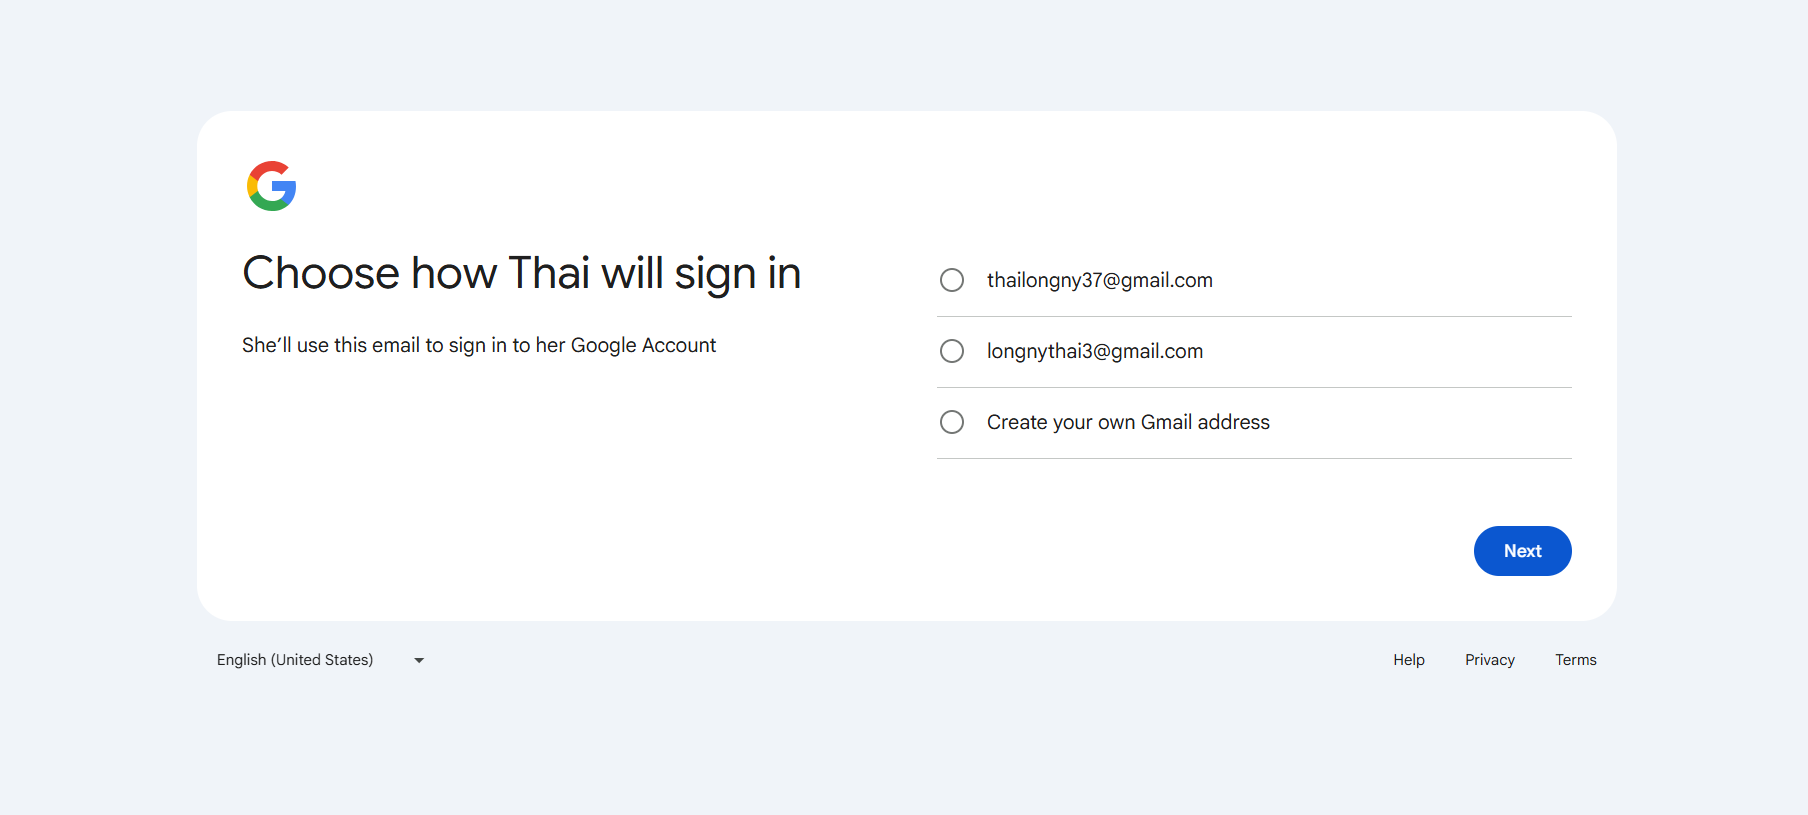 Choose how Thai will sign in
She’ll use this email to sign in to her Google Account
thailongny37@gmail.com
longnythai3@gmail.com
Create your own Gmail address
Next
English (United States)
Help
Privacy
Terms